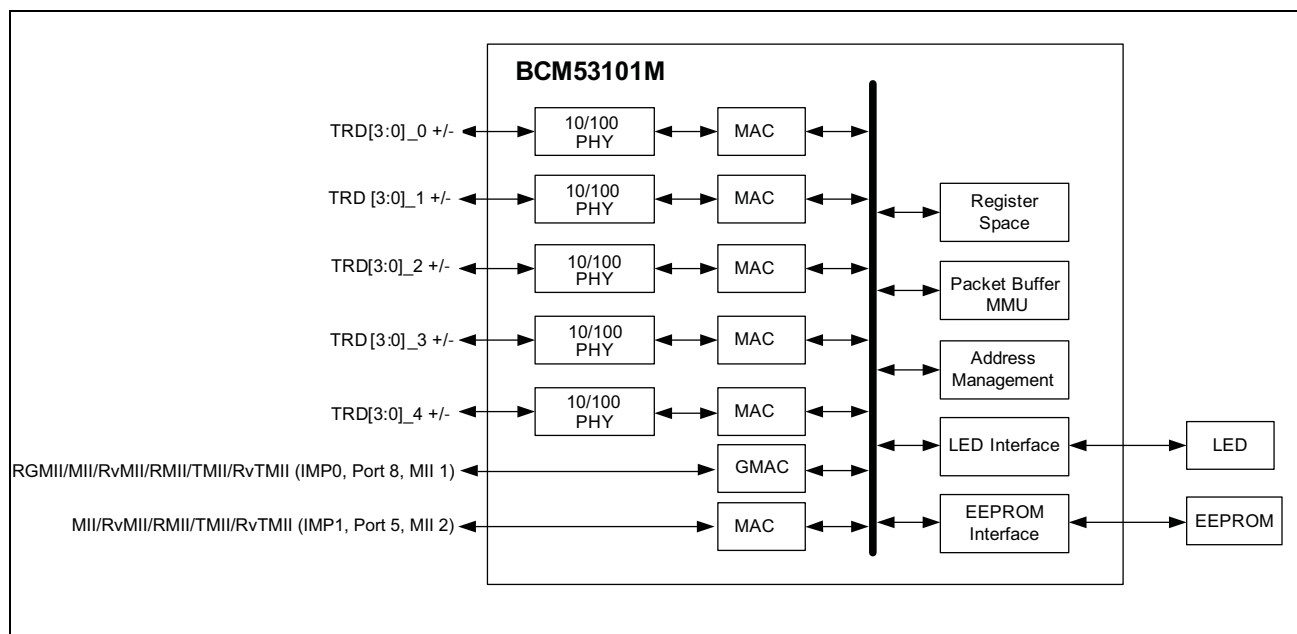 BCM53101M
TRD[3:0]_0 +/-
10/100
PHY
MAC
TRD [3:0]_1 +/-
10/100
PHY
MAC
Register
Space
TRD[3:0]_2 +/-
10/100
PHY
MAC
Packet Buffer
MMU
TRD[3:0]_3 +/-
10/100
PHY
MAC
Address
Management
TRD[3:0]_4 +/-
10/100
PHY
MAC
LED Interface
LED
RGMII/MII/RvMII/RMII/TMII/RvTMII (IMP0, Port 8, MII 1)
GMAC
MII/RvMII/RMII/TMII/RvTMII (IMP1, Port 5, MII 2)
MAC
EEPROM
Interface
EEPROM